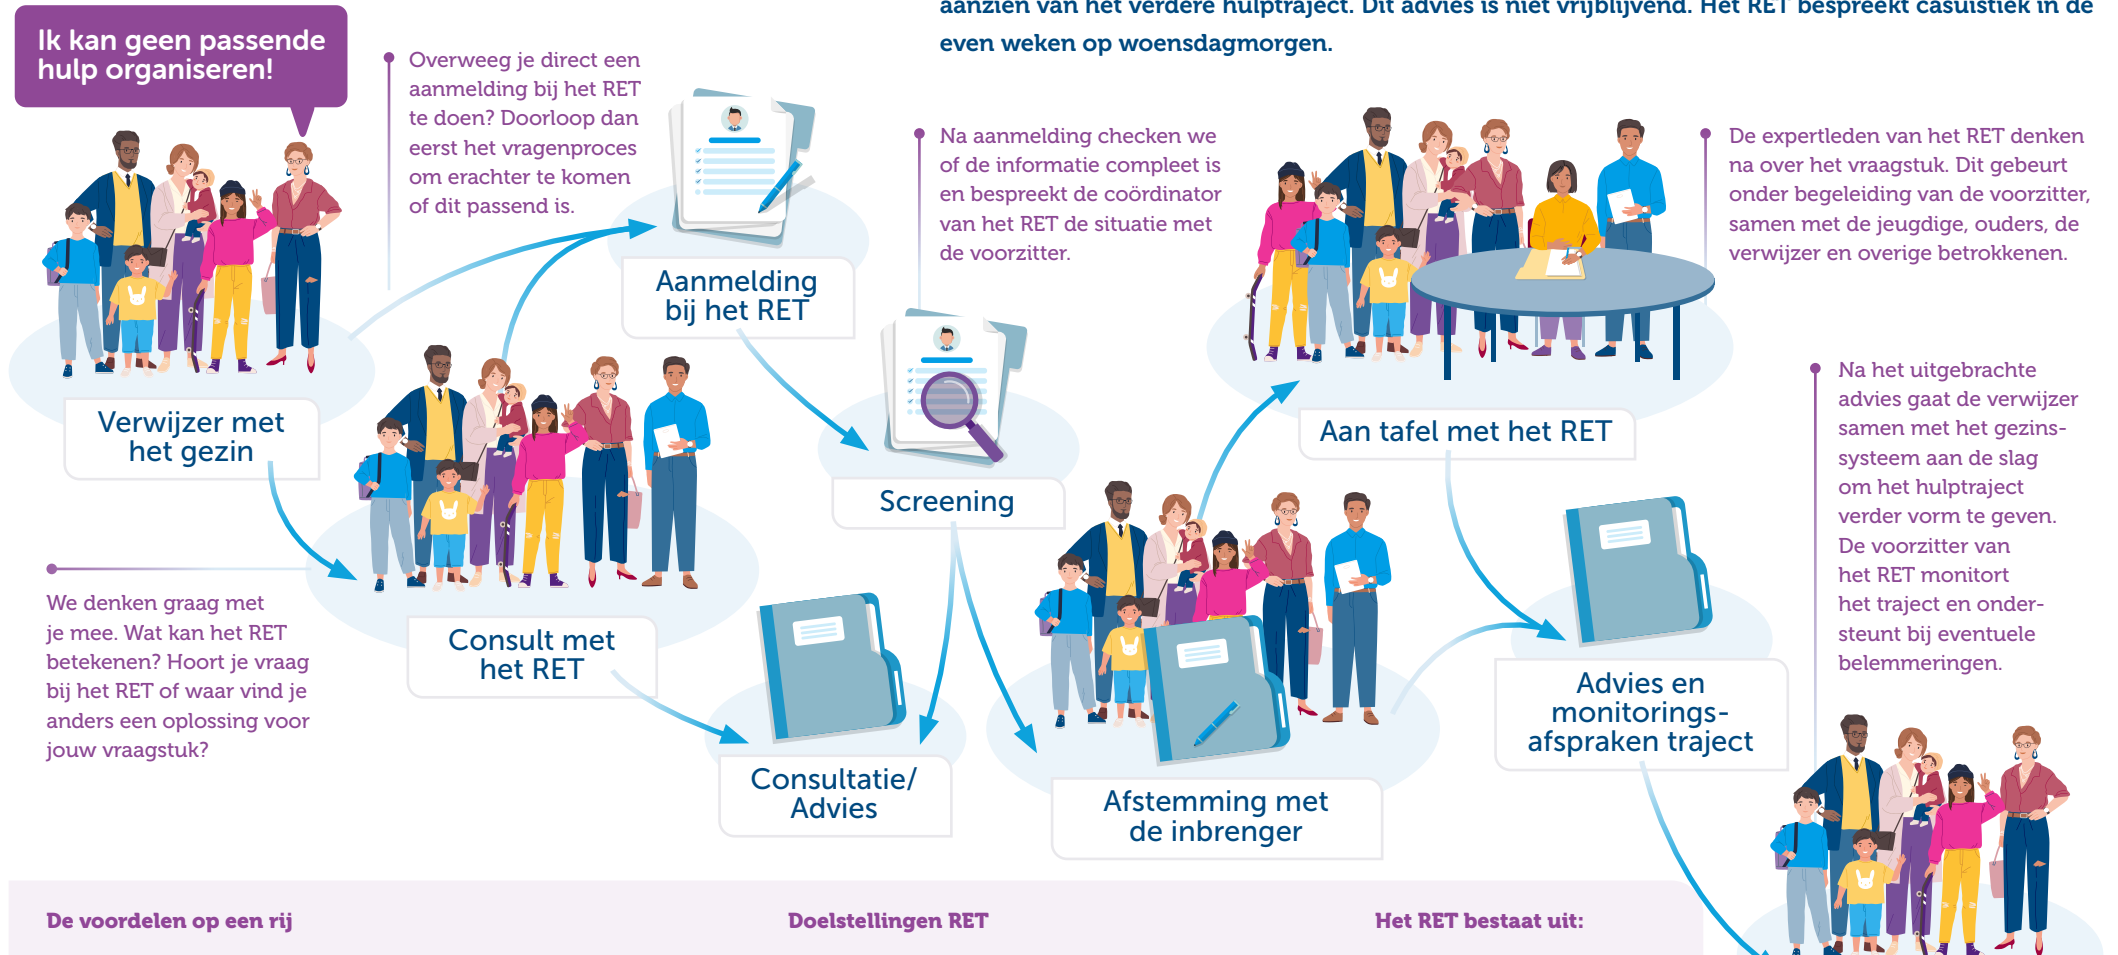 aanzien van het verdere hulptraject. Dit advies is niet vrijblijvend. Het RET bespreekt casuïstiek in de
even weken op woensdagmorgen.
Ik kan geen passende
hulp organiseren!
Overweeg je direct een
aanmelding bij het RET
te doen? Doorloop dan
eerst het vragenproces
om erachter te komen
of dit passend is.
Na aanmelding checken we
of de informatie compleet is
en bespreekt de coördinator
van het RET de situatie met
de voorzitter.
De expertleden van het RET denken
na over het vraagstuk. Dit gebeurt
onder begeleiding van de voorzitter,
samen met de jeugdige, ouders, de
verwijzer en overige betrokkenen.
Aanmelding
bij het RET
Verwijzer met
het gezin
Aan tafel met het RET
Na het uitgebrachte
advies gaat de verwijzer
samen met het gezins-
systeem aan de slag
om het hulptraject
verder vorm te geven.
De voorzitter van
het RET monitort
het traject en onder-
steunt bij eventuele
belemmeringen.
Screening
We denken graag met
je mee. Wat kan het RET
betekenen? Hoort je vraag
bij het RET of waar vind je
anders een oplossing voor
jouw vraagstuk?
Consult met
het RET
Advies en
monitorings-
afspraken traject
Consultatie/
Advies
Afstemming met
de inbrenger
De voordelen op een rij
Doelstellingen RET
Het RET bestaat uit: